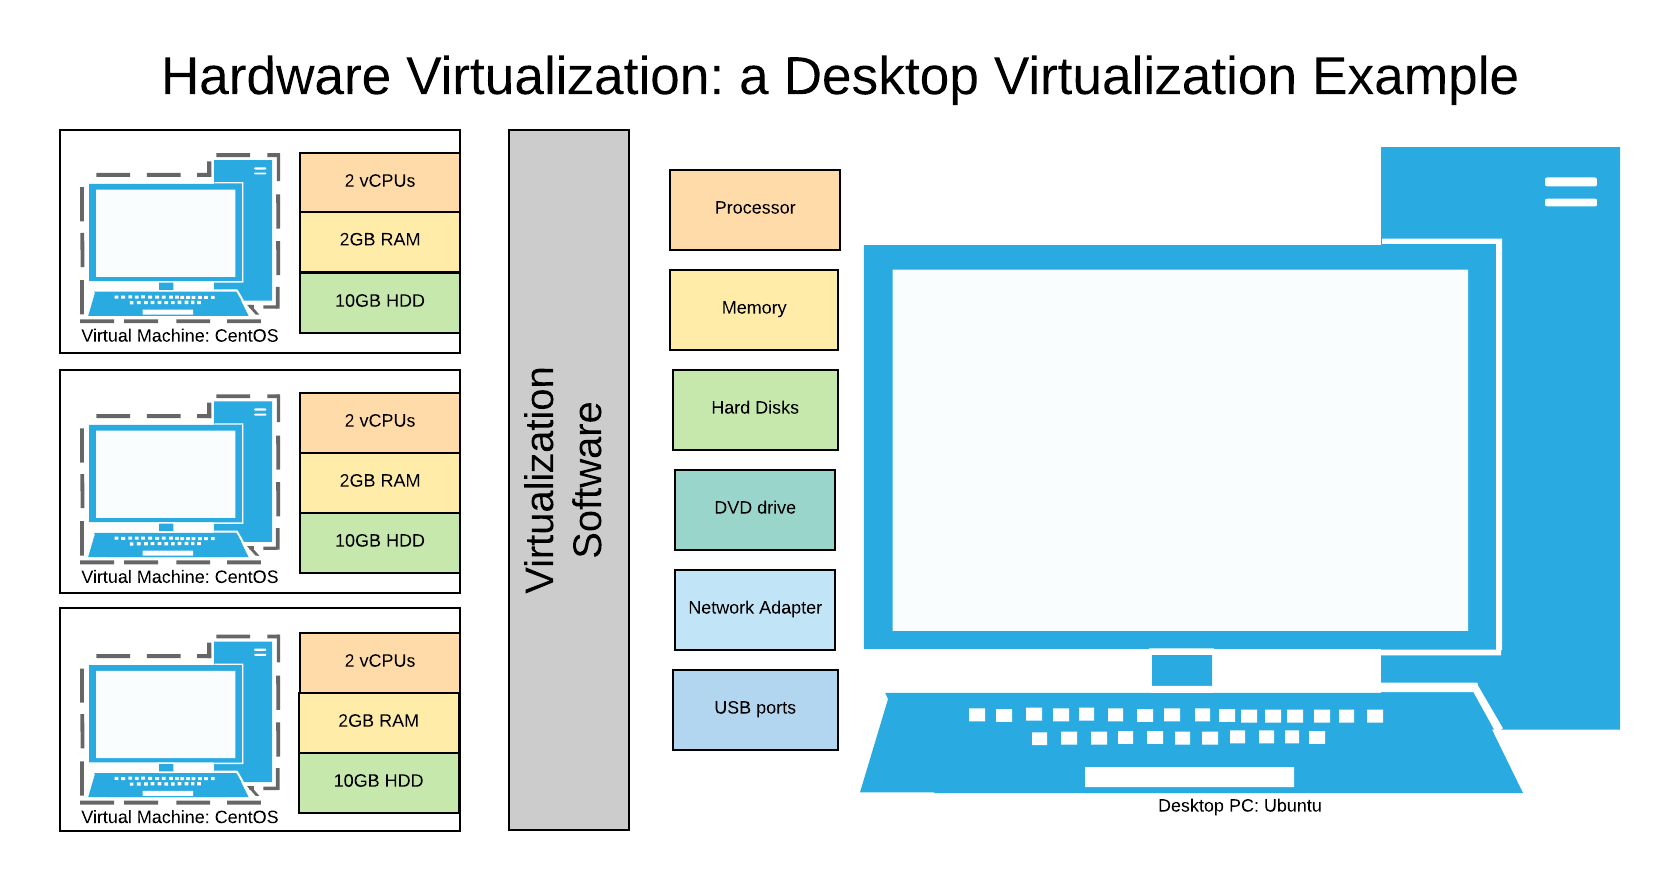 Hardware Virtualization: a Desktop Virtualization Example
2 vCPUs
2GB RAM
10GB HDD
Virtual Machine: CentOS
2 vCPUs
2GB RAM
10GB HDD
Virtual Machine: CentOS
2 vCPUs
2GB RAM
10GB HDD
Virtual Machine: CentOS
Virtualization
Software
Processor
Memory
Hard Disks
DVD drive
Network Adapter
USB ports
Desktop PC: Ubuntu